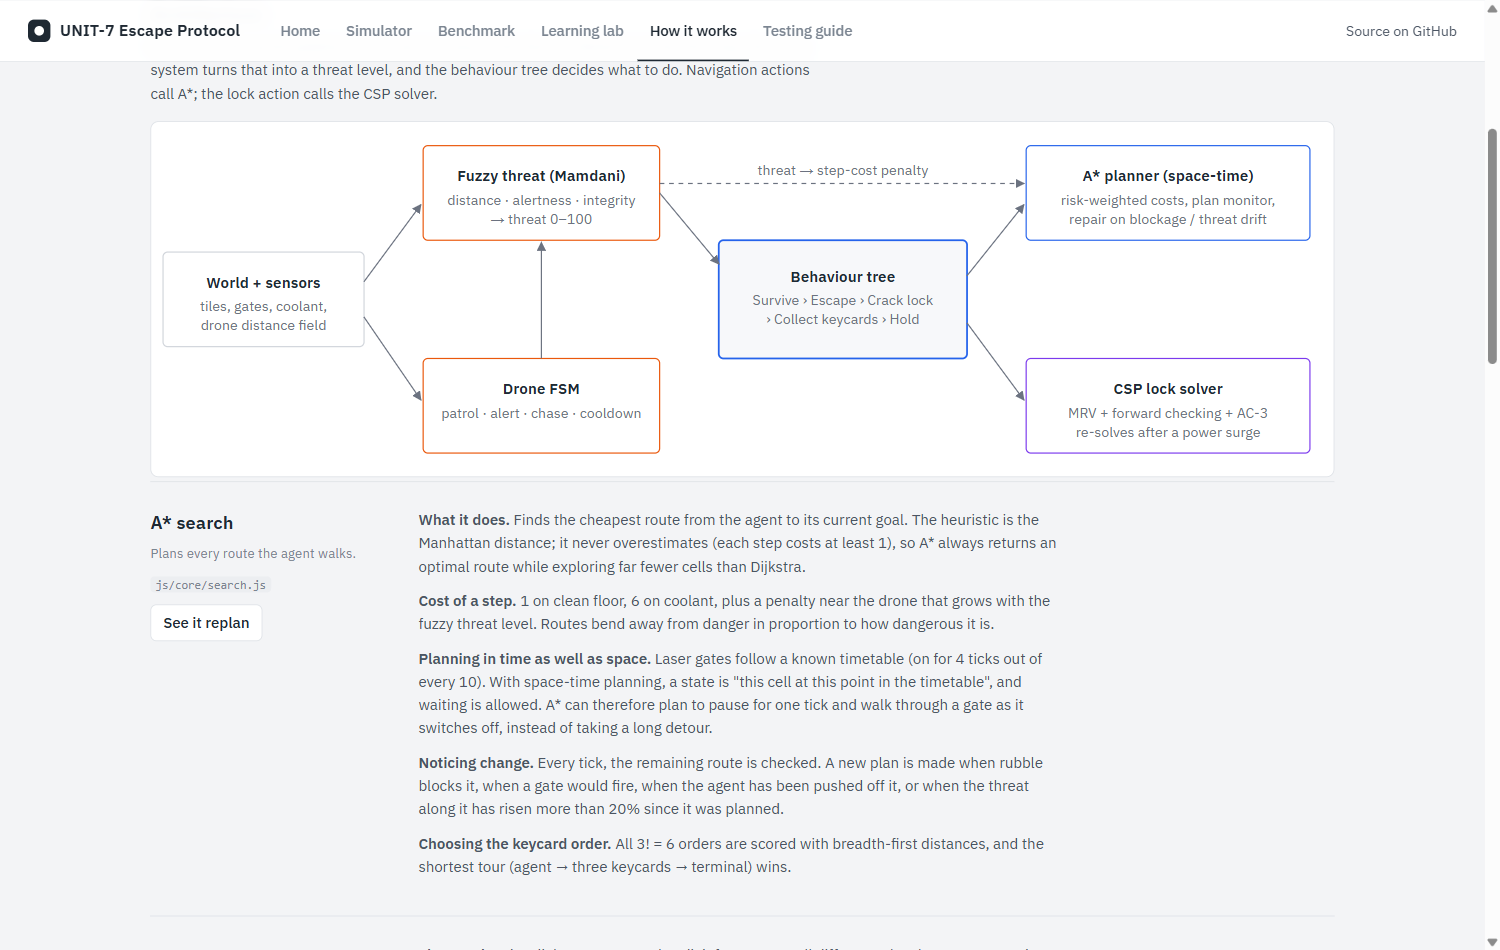 UNIT-7 Escape Protocol
Home
Simulator
Benchmark
Learning lab
How it works
Testing guide
Source on GitHub
system turns that into a threat level, and the behaviour tree decides what to do. Navigation actions
call A*; the lock action calls the CSP solver.
Fuzzy threat (Mamdani)
distance · alertness · integrity
→ threat 0–100
threat → step-cost penalty
A* planner (space-time)
risk-weighted costs, plan monitor,
repair on blockage / threat drift
World + sensors
tiles, gates, coolant,
drone distance field
Behaviour tree
Survive › Escape › Crack lock
› Collect keycards › Hold
Drone FSM
patrol · alert · chase · cooldown
CSP lock solver
MRV + forward checking + AC-3
re-solves after a power surge
A* search
Plans every route the agent walks.
js/core/search.js
See it replan
What it does. Finds the cheapest route from the agent to its current goal. The heuristic is the
Manhattan distance; it never overestimates (each step costs at least 1), so A* always returns an
optimal route while exploring far fewer cells than Dijkstra.
Cost of a step. 1 on clean floor, 6 on coolant, plus a penalty near the drone that grows with the
fuzzy threat level. Routes bend away from danger in proportion to how dangerous it is.
Planning in time as well as space. Laser gates follow a known timetable (on for 4 ticks out of
every 10). With space-time planning, a state is "this cell at this point in the timetable", and
waiting is allowed. A* can therefore plan to pause for one tick and walk through a gate as it
switches off, instead of taking a long detour.
Noticing change. Every tick, the remaining route is checked. A new plan is made when rubble
blocks it, when a gate would fire, when the agent has been pushed off it, or when the threat
along it has risen more than 20% since it was planned.
Choosing the keycard order. All 3! = 6 orders are scored with breadth-first distances, and the
shortest tour (agent → three keycards → terminal) wins.